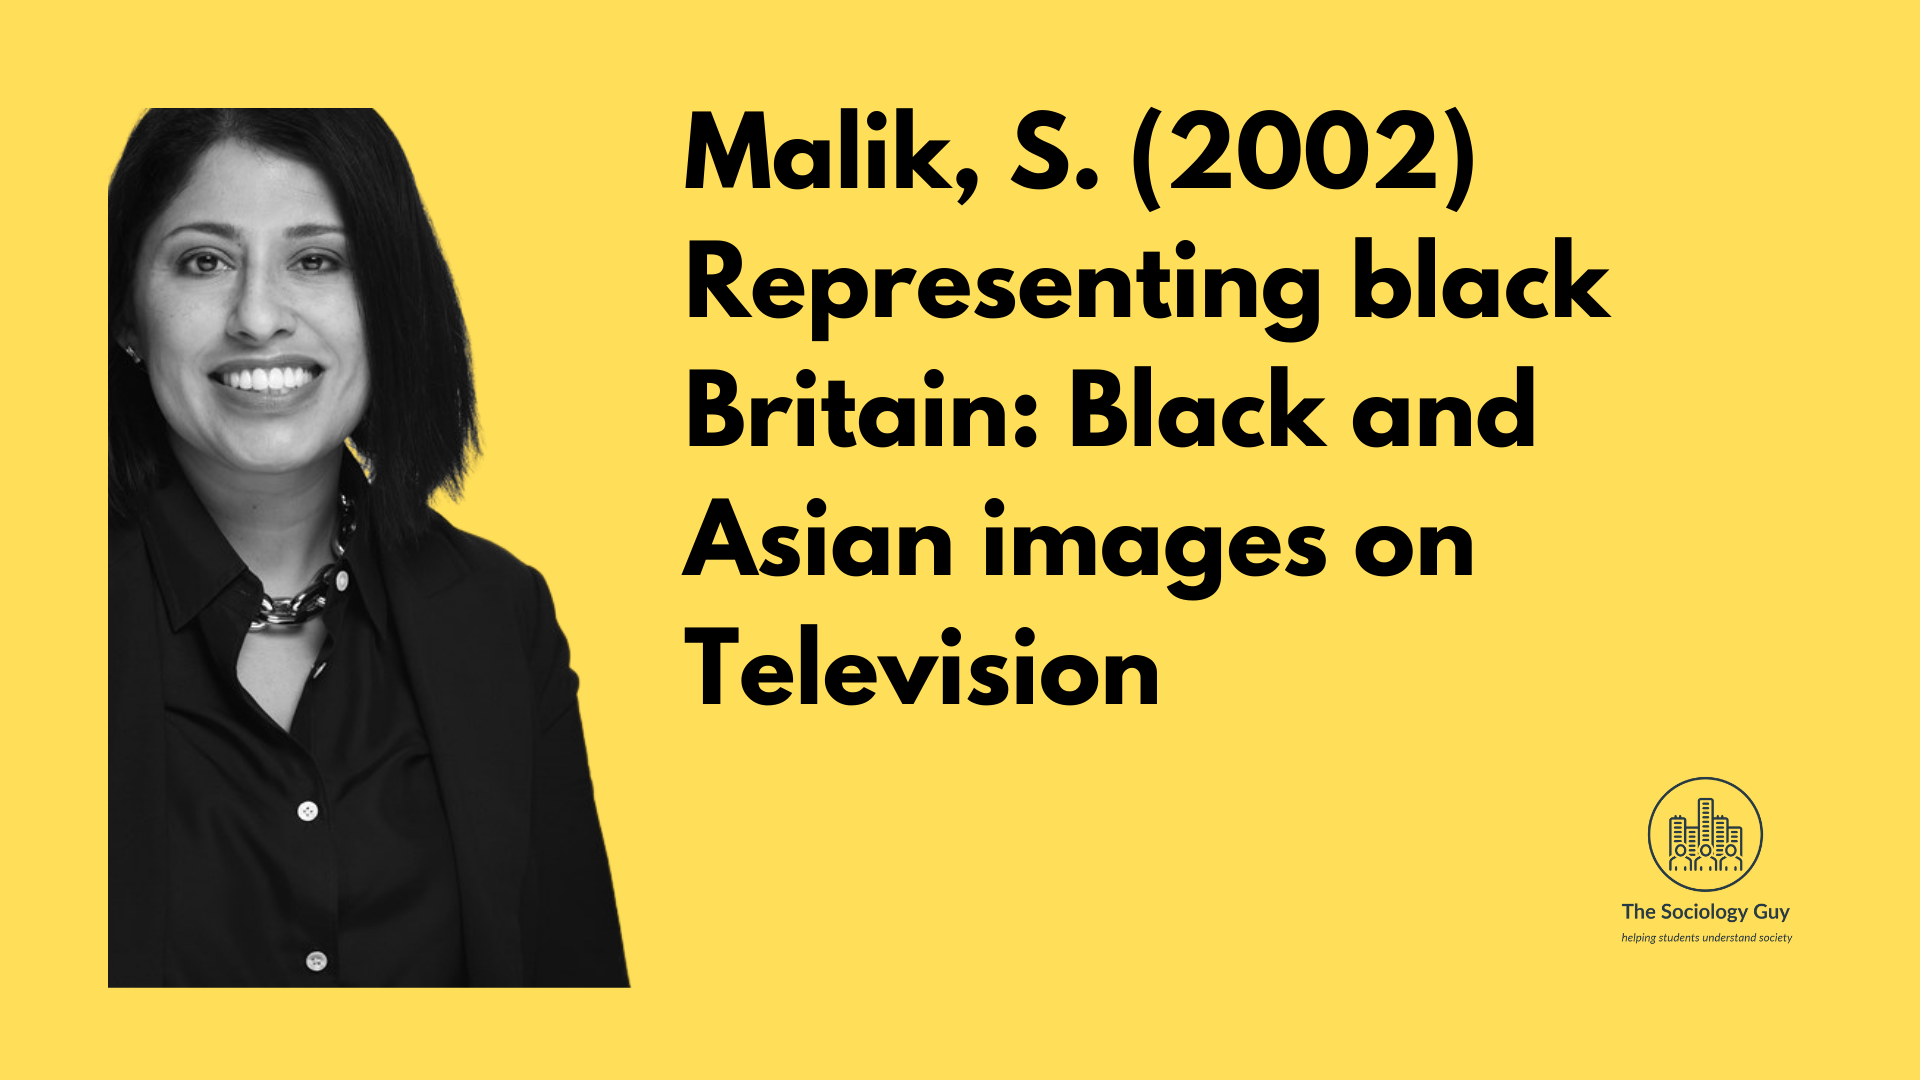 Malik, S. (2002)
Representing black
Britain: Black and
Asian images on
Television
The Sociology Guy
helping students understand society